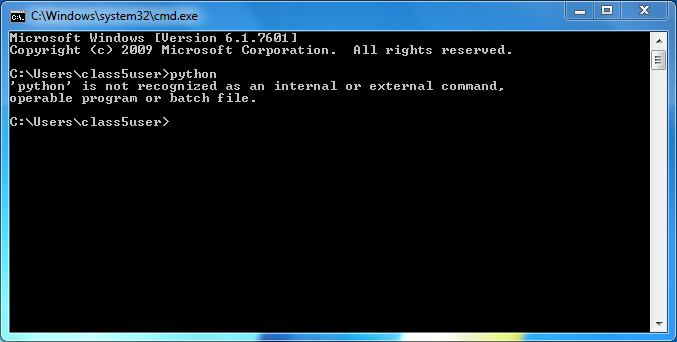 C:\Windows\system32\cmd.exe
Microsoft Windows [Version 6.1.7601]
Copyright (c) 2009 Microsoft Corporation.  All rights reserved.
C:\Users\class5user>python
'python' is not recognized as an internal or external command,
operable program or batch file.
C:\Users\class5user>